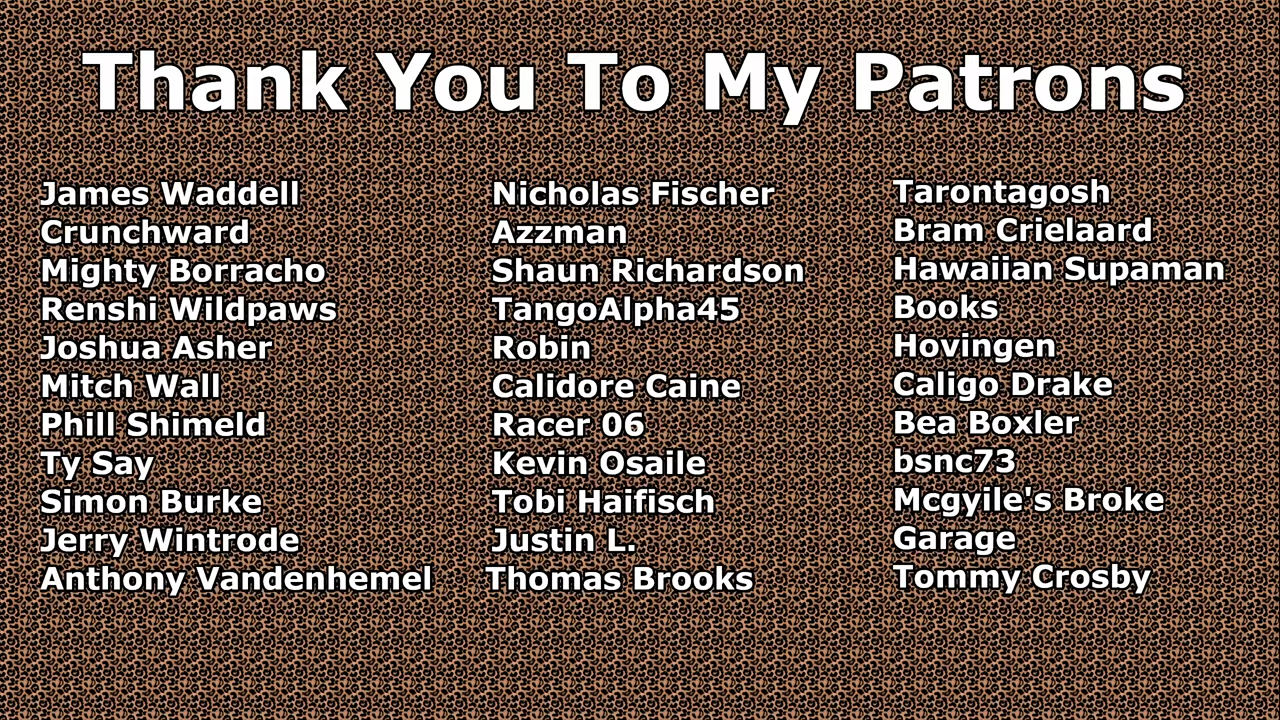 Thank You To My Patrons
James Waddell
Crunchward
Mighty Borracho
Renshi Wildpaws
Joshua Asher
Mitch Wall
Phill Shimeld
Ty Say
Simon Burke
Jerry Wintrode
Anthony Vandenhemel
Nicholas Fischer
Azzman
Shaun Richardson
TangoAlpha45
Robin
Calidore Caine
Racer 06
Kevin Osaile
Tobi Haifisch
Justin L.
Thomas Brooks
Tarontagosh
Bram Crielaard
Hawaiian Supaman
Books
Hovingen
Caligo Drake
Bea Boxler
bsnc73
Mcgyile's Broke
Garage
Tommy Crosby